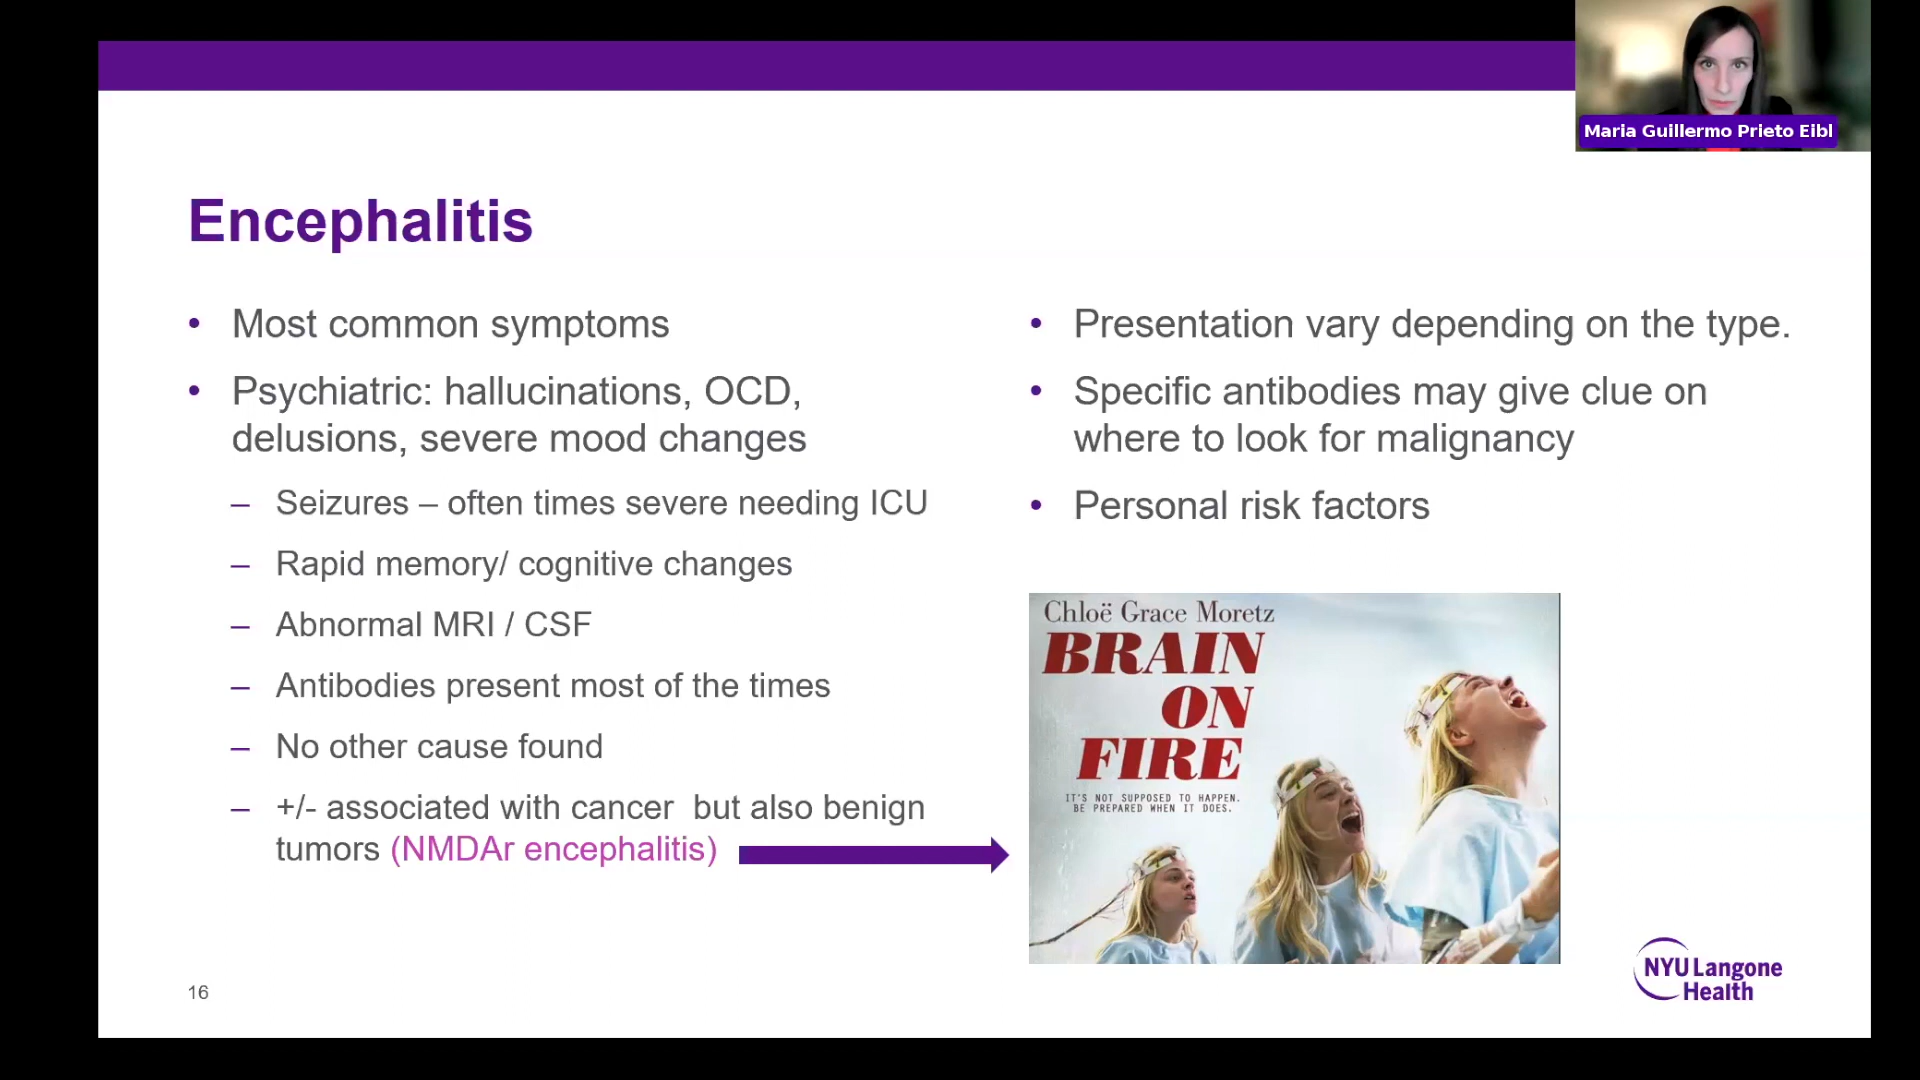 Maria Guillermo Prieto Eibl
Encephalitis
• Most common symptoms
• Psychiatric: hallucinations, OCD,
delusions, severe mood changes
– Seizures – often times severe needing ICU
– Rapid memory/ cognitive changes
– Abnormal MRI / CSF
– Antibodies present most of the times
– No other cause found
– +/- associated with cancer but also benign
tumors (NMDAr encephalitis)
• Presentation vary depending on the type.
• Specific antibodies may give clue on
where to look for malignancy
• Personal risk factors
Chloë Grace Moretz
BRAIN
ON
FIRE
IT'S NOT SUPPOSED TO HAPPEN.
BE PREPARED WHEN IT DOES.
16
NYU Langone
Health